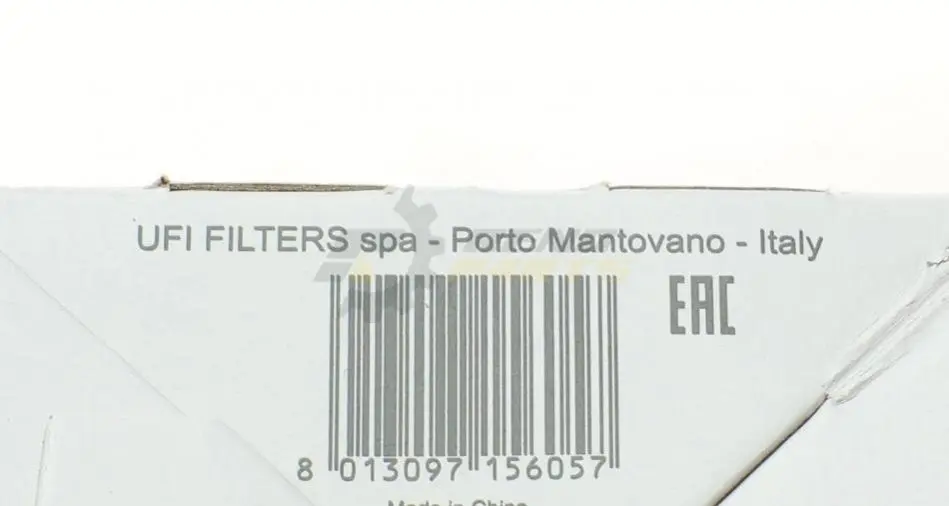 UFI FILTERS spa - Porto Mantovano - Italy
EAC
8 013097 156057
Made in China